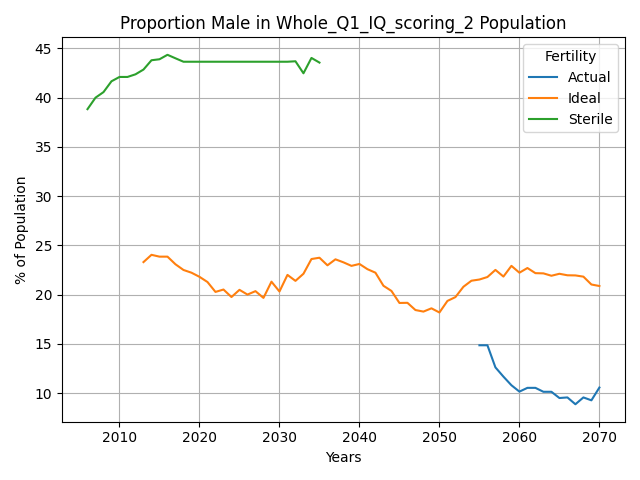 Proportion Male in Whole_Q1_IQ_scoring_2 Population
Fertility
Actual
Ideal
Sterile
% of Population
45
40
35
30
25
20
15
10
2010 2020 2030 2040 2050 2060 2070
Years